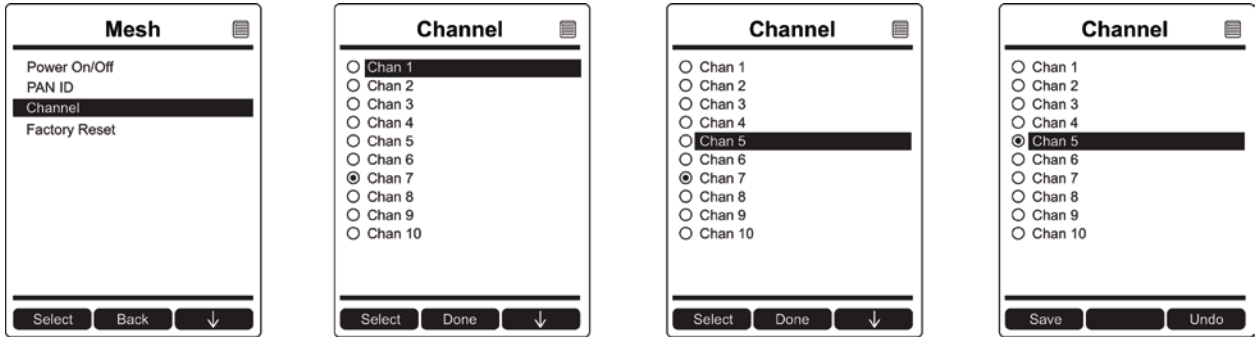 Mesh
Power On/Off
PAN ID
Channel
Factory Reset
Select Back ↓
Channel
Chan 1
Chan 2
Chan 3
Chan 4
Chan 5
Chan 6
Chan 7
Chan 8
Chan 9
Chan 10
Select Done ↓
Channel
Chan 1
Chan 2
Chan 3
Chan 4
Chan 5
Chan 6
Chan 7
Chan 8
Chan 9
Chan 10
Select Done ↓
Channel
Chan 1
Chan 2
Chan 3
Chan 4
Chan 5
Chan 6
Chan 7
Chan 8
Chan 9
Chan 10
Save Undo